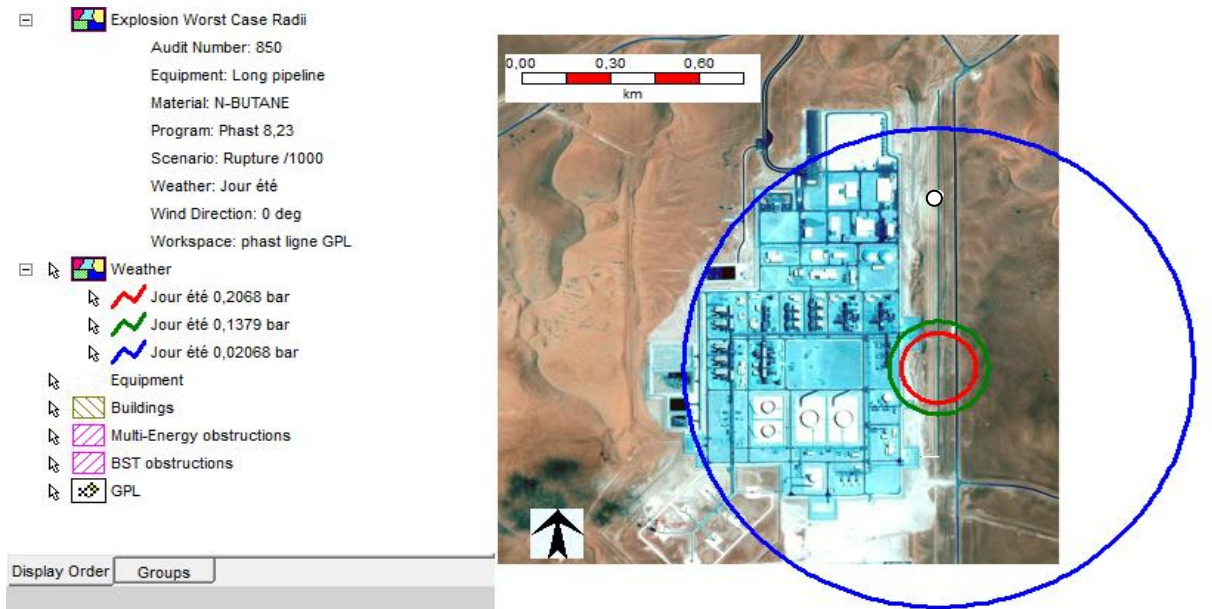 Explosion Worst Case Radii
Audit Number: 850
Equipment: Long pipeline
Material: N-BUTANE
Program: Phast 8,23
Scenario: Rupture /1000
Weather: Jour été
Wind Direction: 0 deg
Workspace: phast ligne GPL
Weather
Jour été 0,2068 bar
Jour été 0,1379 bar
Jour été 0,02068 bar
Equipment
Buildings
Multi-Energy obstructions
BST obstructions
GPL
Display Order Groups
0,00 0,30 0,60
km